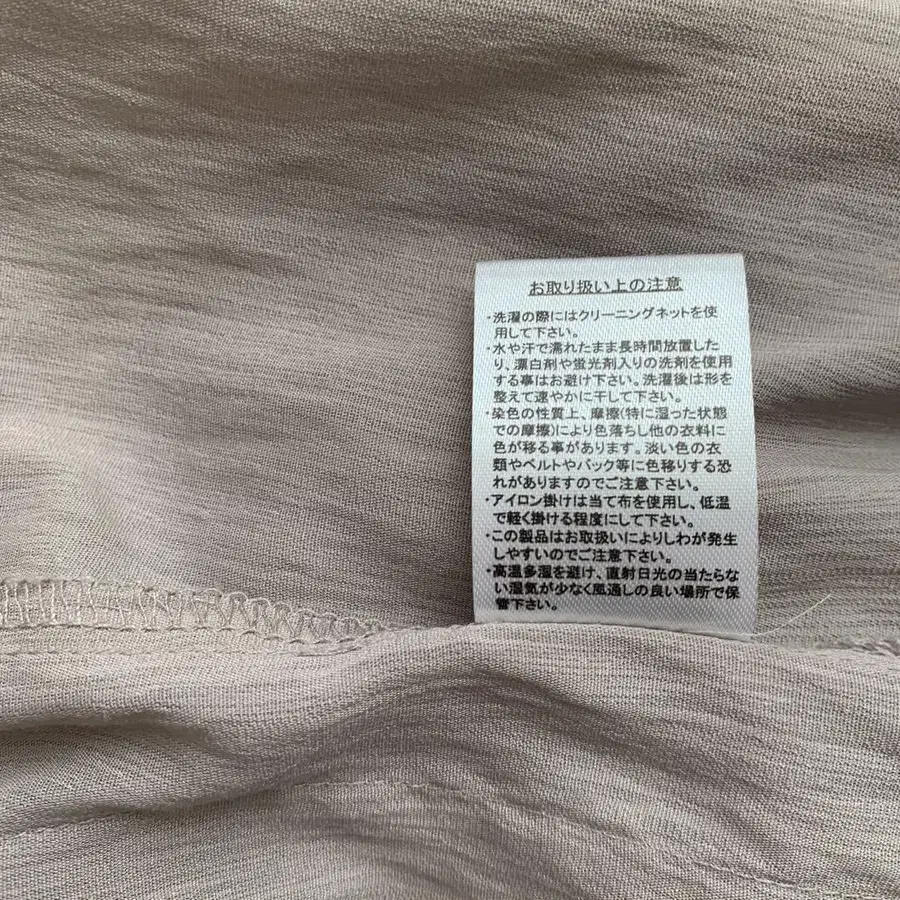 お取り扱い上の注意
・洗濯の際にはクリーニングネットを使
用して下さい。
・水や汗で濡れたまま長時間放置した
り、漂白剤や蛍光剤入りの洗剤を使用
する事はお避け下さい。洗濯後は形を
整えて速やかに干して下さい。
・染色の性質上、摩擦(特に湿った状態
での摩擦)により色落ちし他の衣料に
色が移る事があります。淡い色の衣
類やベルトやバック等に色移りする恐
れがありますのでご注意下さい。
・アイロン掛けは当て布を使用し、低温
で軽く掛ける程度にして下さい。
・この製品はお取扱いによりしわが発生
しやすいのでご注意下さい。
・高温多湿を避け、直射日光の当たらな
い湿気が少なく風通しの良い場所で保
管下さい。